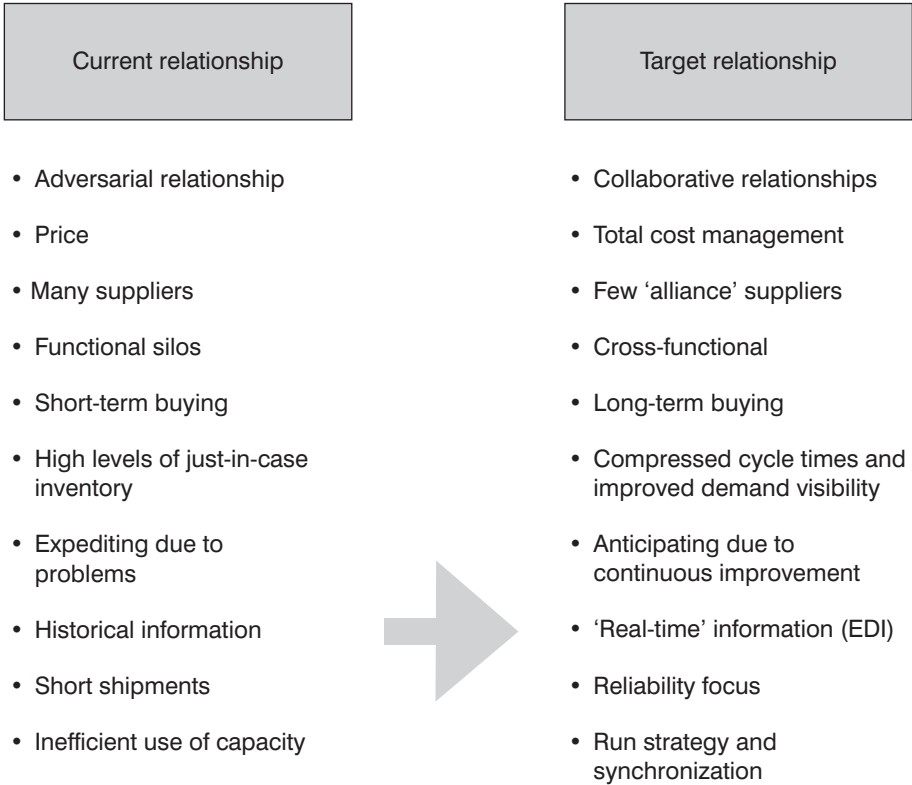 Current relationship
• Adversarial relationship
• Price
• Many suppliers
• Functional silos
• Short-term buying
• High levels of just-in-case
inventory
• Expediting due to
problems
• Historical information
• Short shipments
• Inefficient use of capacity
Target relationship
• Collaborative relationships
• Total cost management
• Few ‘alliance’ suppliers
• Cross-functional
• Long-term buying
• Compressed cycle times and
improved demand visibility
• Anticipating due to
continuous improvement
• ‘Real-time’ information (EDI)
• Reliability focus
• Run strategy and
synchronization